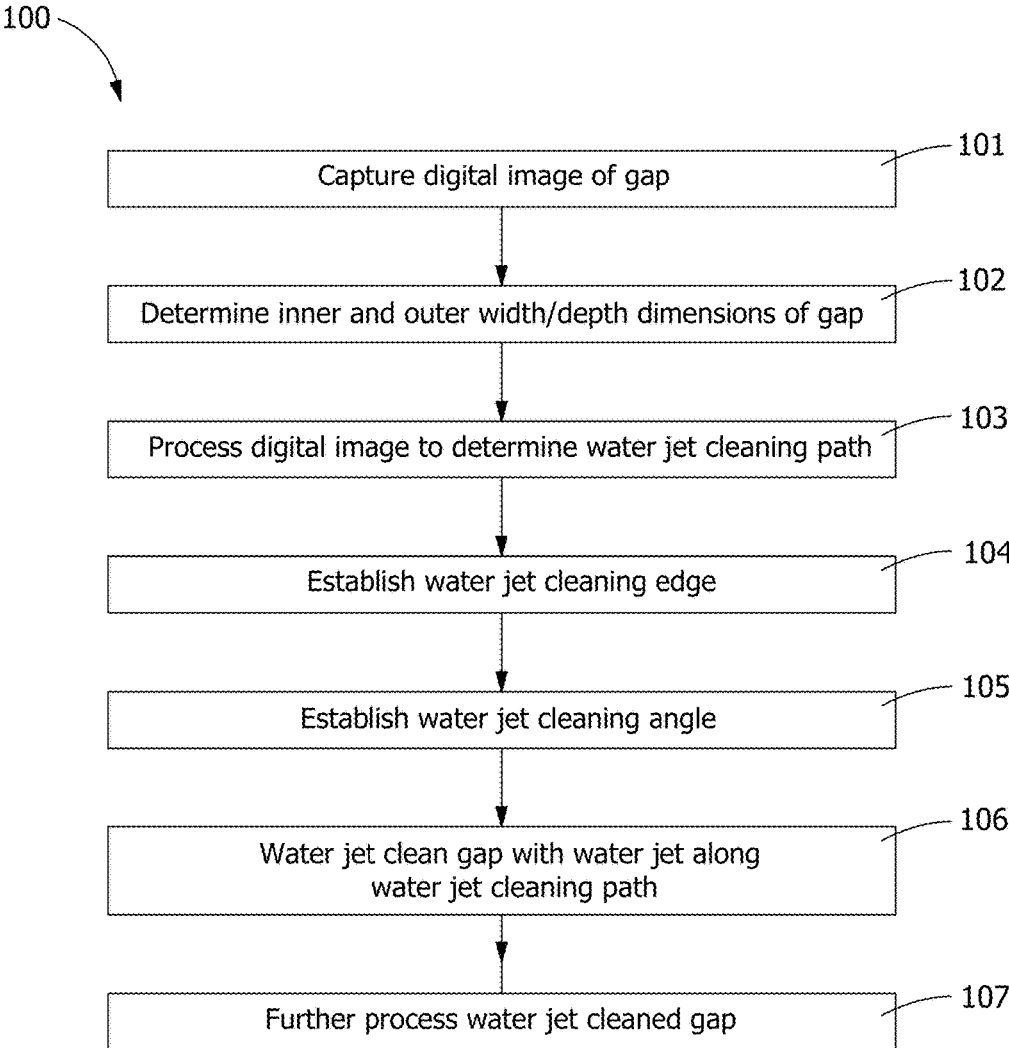 100
101
Capture digital image of gap
102
Determine inner and outer width/depth dimensions of gap
103
Process digital image to determine water jet cleaning path
104
Establish water jet cleaning edge
105
Establish water jet cleaning angle
106
Water jet clean gap with water jet along
water jet cleaning path
107
Further process water jet cleaned gap